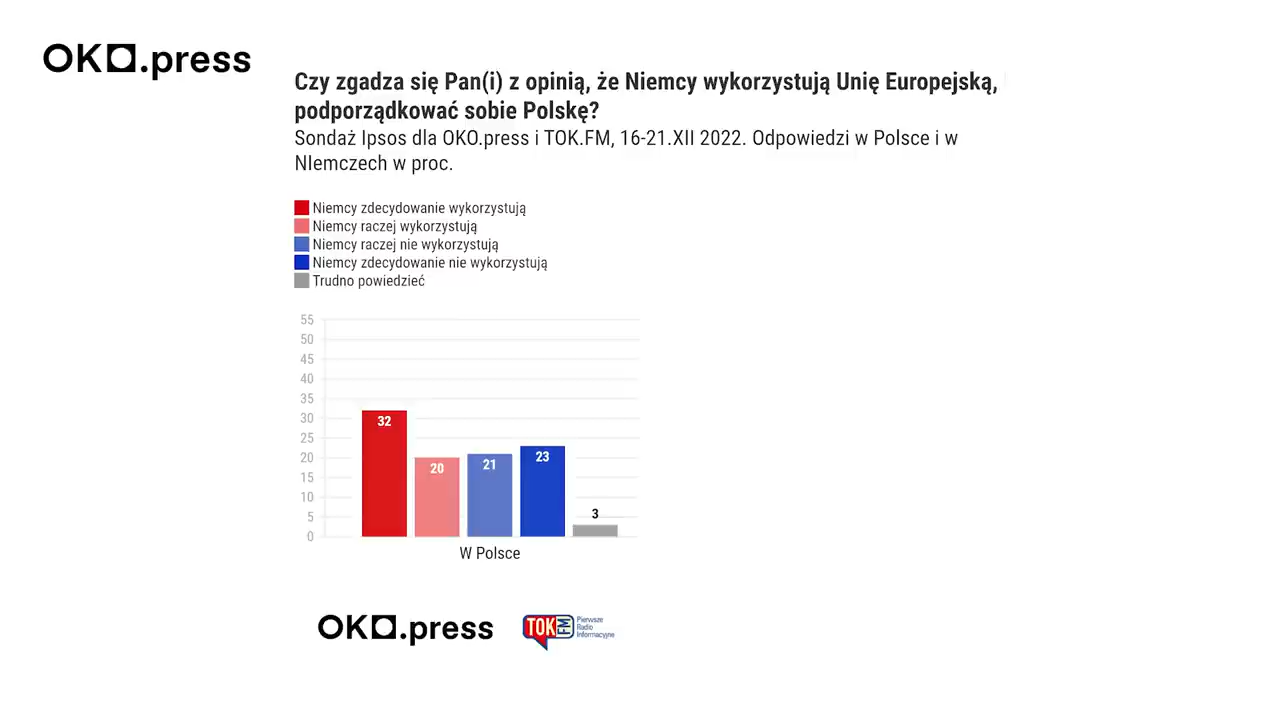 OKO.press
Czy zgadza się Pan(i) z opinią, że Niemcy wykorzystują Unię Europejską,
podporządkować sobie Polskę?
Sondaż Ipsos dla OKO.press i TOK.FM, 16-21.XII 2022. Odpowiedzi w Polsce i w
NIemczech w proc.
Niemcy zdecydowanie wykorzystują
Niemcy raczej wykorzystują
Niemcy raczej nie wykorzystują
Niemcy zdecydowanie nie wykorzystują
Trudno powiedzieć
55
50
45
40
35
30
25
20
15
10
5
0
32
20
21
23
3
W Polsce
OKO.press
TOK FM
Pierwsze
Radio
Informacyjne